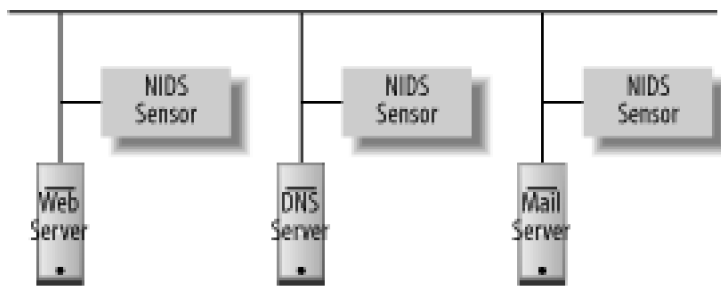 NIDS
Sensor
NIDS
Sensor
NIDS
Sensor
Web
Server
DNS
Server
Mail
Server